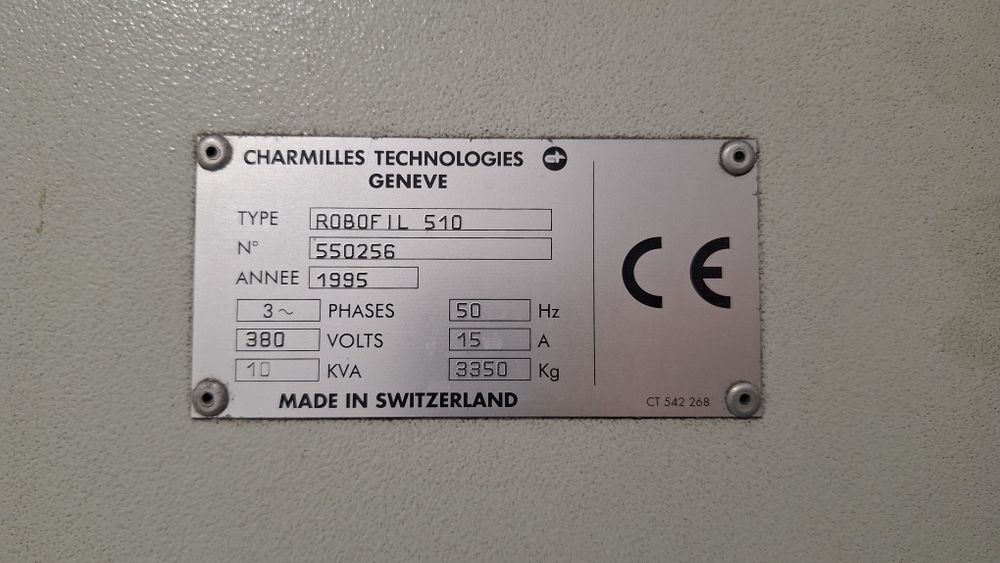 CHARMILLES TECHNOLOGIES
GENEVE
TYPE ROBOFIL 510
N° 550256
ANNEE 1995
3~ PHASES 50 Hz
380 VOLTS 15 A
10 KVA 3350 Kg
MADE IN SWITZERLAND
CE
CT 542 268